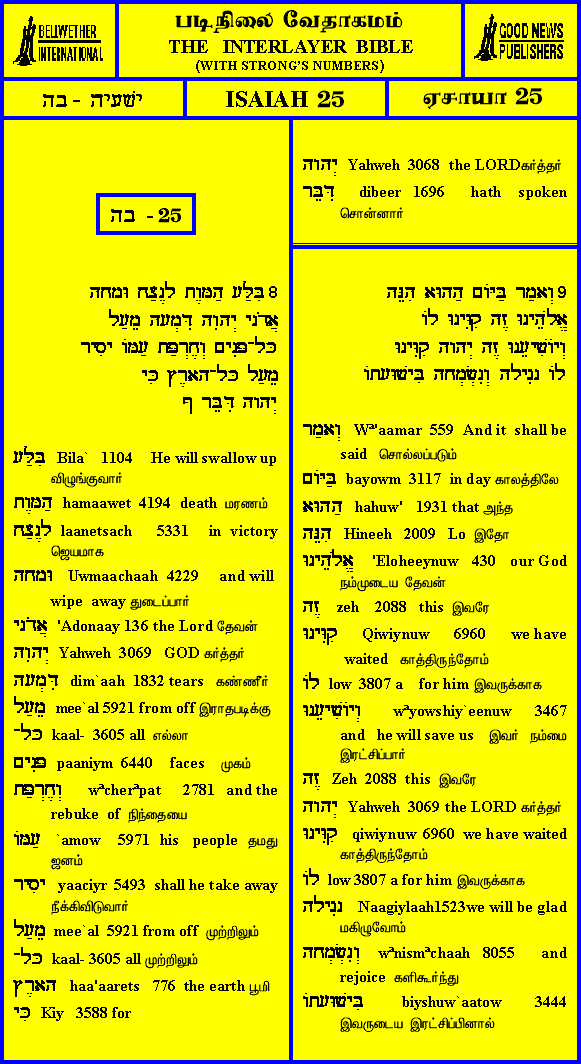 BELLWETHER
INTERNATIONAL
படிநிலை வேதாகமம்
THE INTERLAYER BIBLE
(WITH STRONG'S NUMBERS)
GOOD NEWS
PUBLISHERS
ישעיה - בה
ISAIAH 25
ஏசாயா 25
בה - 25
8 בִּלַּע הַמָּוֶת לָנֶצַח וּמָחָה
אֲדֹנָי יְהוִה דִּמְעָה מֵעַל
כָּל־פָּנִים וְחֶרְפַּת עַמּוֹ יָסִיר
מֵעַל כָּל־הָאָרֶץ כִּי
יְהוָה דִּבֵּר ף
בִּלַּע Bila` 1104 He will swallow up
விழுங்குவார்
הַמָּוֶת hamaawet 4194 death மரணம்
לָנֶצַח laanetsach 5331 in victory
ஜெயமாக
וּמָחָה Uwmaachaah 4229 and will
wipe away துடைப்பார்
אֲדֹנָי 'Adonaay 136 the Lord தேவன்
יְהוִה Yahweh 3069 GOD கர்த்தர்
דִּמְעָה dim`aah 1832 tears கண்ணீர்
מֵעַל mee`al 5921 from off இராதபடிக்கு
כָּל־ kaal- 3605 all எல்லா
פָּנִים paaniym 6440 faces முகம்
וְחֶרְפַּת wªcherªpat 2781 and the
rebuke of நிந்தையை
עַמּוֹ `amow 5971 his people தமது
ஜனம்
יָסִיר yaaciyr 5493 shall he take away
நீக்கிவிடுவார்
מֵעַל mee`al 5921 from off முற்றிலும்
כָּל־ kaal- 3605 all முற்றிலும்
הָאָרֶץ haa'aarets 776 the earth பூமி
כִּי Kiy 3588 for
יְהוָה Yahweh 3068 the LORDகர்த்தர்
דִּבֵּר dibeer 1696 hath spoken
சொன்னார்
9 וְאָמַר בַּיּוֹם הַהוּא הִנֵּה
אֱלֹהֵינוּ זֶה קִוִּינוּ לוֹ
וְיוֹשִׁיעֵנוּ זֶה יְהוָה קִוִּינוּ
לוֹ נָגִילָה וְנִשְׂמְחָה בִּישׁוּעָתוֹ
וְאָמַר Wª'aamar 559 And it shall be
said சொல்லப்படும்
בַּיּוֹם bayowm 3117 in day காலத்திலே
הַהוּא hahuw' 1931 that அந்த
הִנֵּה Hineeh 2009 Lo இதோ
אֱלֹהֵינוּ 'Eloheeynuw 430 our God
நம்முடைய தேவன்
זֶה zeh 2088 this இவரே
קִוִּינוּ Qiwiynuw 6960 we have
waited காத்திருந்தோம்
לוֹ low 3807 a for him இவருக்காக
וְיוֹשִׁיעֵנוּ wªyowshiy`eenuw 3467
and he will save us இவர் நம்மை
இரட்சிப்பார்
זֶה Zeh 2088 this இவரே
יְהוָה Yahweh 3069 the LORD கர்த்தர்
קִוִּינוּ qiwiynuw 6960 we have waited
காத்திருந்தோம்
לוֹ low 3807 a for him இவருக்காக
נָגִילָה Naagiylaah1523we will be glad
மகிழுவோம்
וְנִשְׂמְחָה wªnismªchaah 8055 and
rejoice களிகூர்ந்து
בִּישׁוּעָתוֹ biyshuw`aatow 3444
இவருடைய இரட்சிப்பினால்